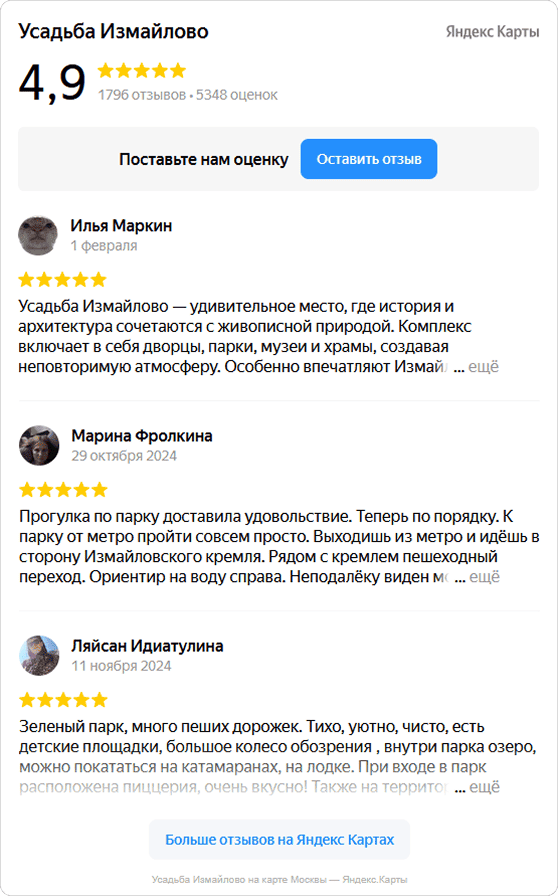 Усадьба Измайлово
Яндекс Карты
4,9
1796 отзывов • 5348 оценок
Поставьте нам оценку
Оставить отзыв
Илья Маркин
1 февраля
Усадьба Измайлово — удивительное место, где история и
архитектура сочетаются с живописной природой. Комплекс
включает в себя дворцы, парки, музеи и храмы, создавая
неповторимую атмосферу. Особенно впечатляют Измай ... ещё
Марина Фролкина
29 октября 2024
Прогулка по парку доставила удовольствие. Теперь по порядку. К
парку от метро пройти совсем просто. Выходишь из метро и идёшь в
сторону Измайловского кремля. Рядом с кремлем пешеходный
переход. Ориентир на воду справа. Неподалёку виден мо ... ещё
Ляйсан Идиатулина
11 ноября 2024
Зеленый парк, много пеших дорожек. Тихо, уютно, чисто, есть
детские площадки, большое колесо обозрения , внутри парка озеро,
можно покататься на катамаранах, на лодке. При входе в парк
расположена пиццерия, очень вкусно! Также на территор ... ещё
Больше отзывов на Яндекс Картах
Усадьба Измайлово на карте Москвы — Яндекс.Карты